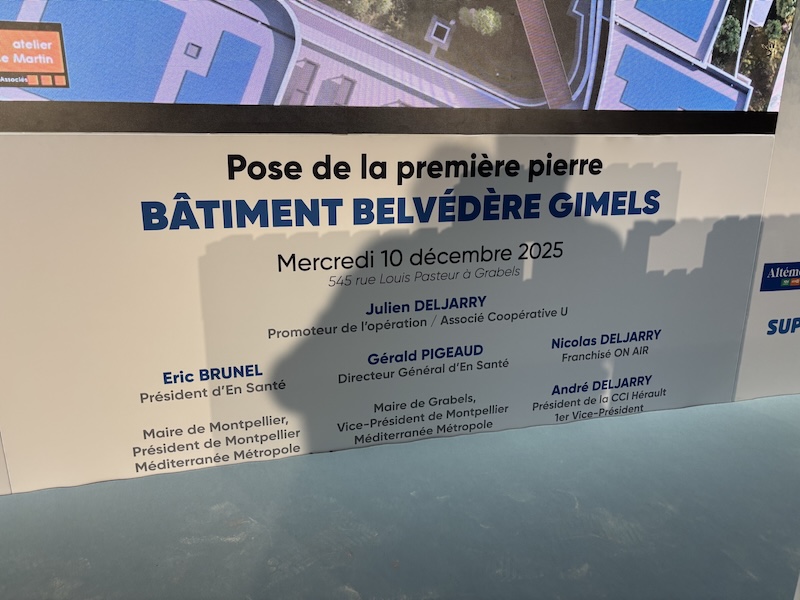 atelier
Martin
Associés
Pose de la première pierre
BÂTIMENT BELVÉDÈRE GIMELS
Mercredi 10 décembre 2025
545 rue Louis Pasteur à Grabels
Julien DELJARRY
Promoteur de l'opération / Associé Coopérative U
Eric BRUNEL
Président d'En Santé
Gérald PIGEAUD
Directeur Général d'En Santé
Nicolas DELJARRY
Franchisé ON AIR
Maire de Montpellier,
Président de Montpellier
Méditerranée Métropole
Maire de Grabels,
Vice-Président de Montpellier
Méditerranée Métropole
André DELJARRY
Président de la CCI Hérault
1er Vice-Président